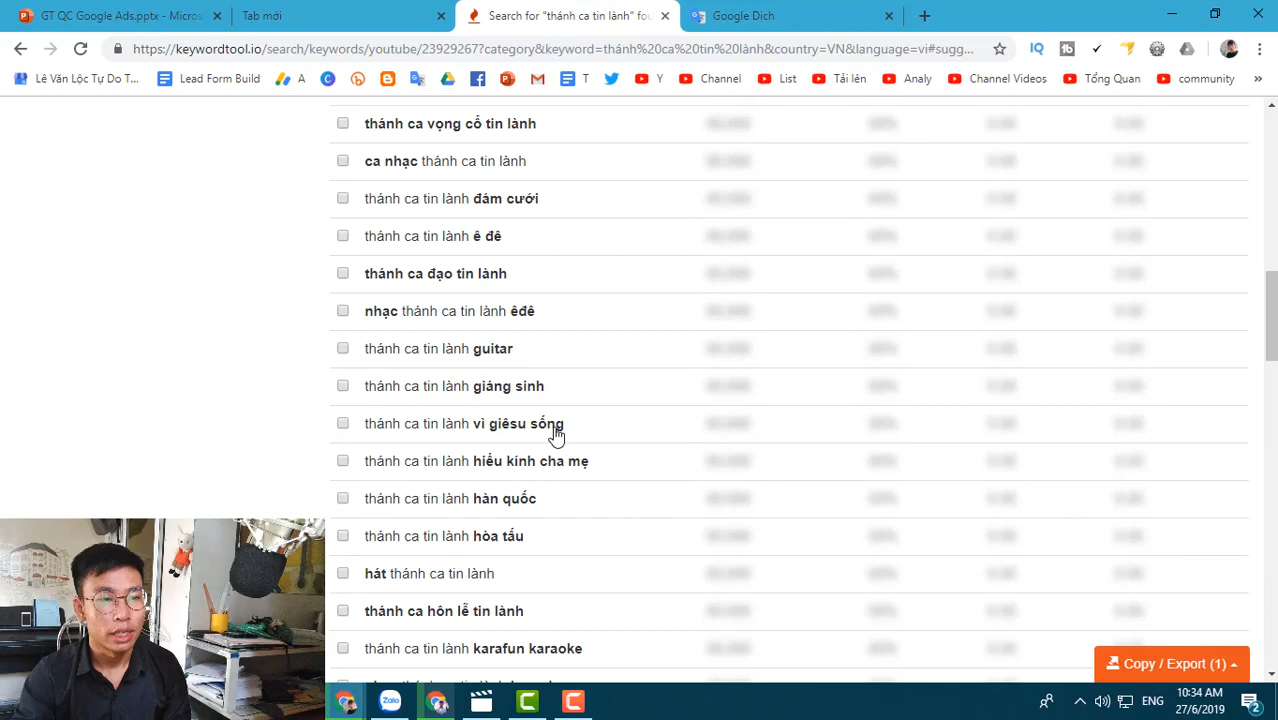 GT QC Google Ads.pptx - Micros
Tab mới
Search for "thánh ca tin lành" fou
Google Dịch
https://keywordtool.io/search/keywords/youtube/23929267?category&keyword=thánh%20ca%20tin%20lành&country=VN&language=vi#sugg...
Lê Văn Lộc Tự Do T...
Lead Form Build
A
T
Y
Channel
List
Tải lên
Analy
Channel Videos
Tổng Quan
community
thánh ca vọng cổ tin lành
ca nhạc thánh ca tin lành
thánh ca tin lành đám cưới
thánh ca tin lành ê đê
thánh ca đạo tin lành
nhạc thánh ca tin lành êđê
thánh ca tin lành guitar
thánh ca tin lành giáng sinh
thánh ca tin lành vì giêsu sống
thánh ca tin lành hiếu kính cha mẹ
thánh ca tin lành hàn quốc
thánh ca tin lành hòa tấu
hát thánh ca tin lành
thánh ca hôn lễ tin lành
thánh ca tin lành karafun karaoke
Copy / Export (1)
Zalo
ENG
10:34 AM
27/6/2019
2